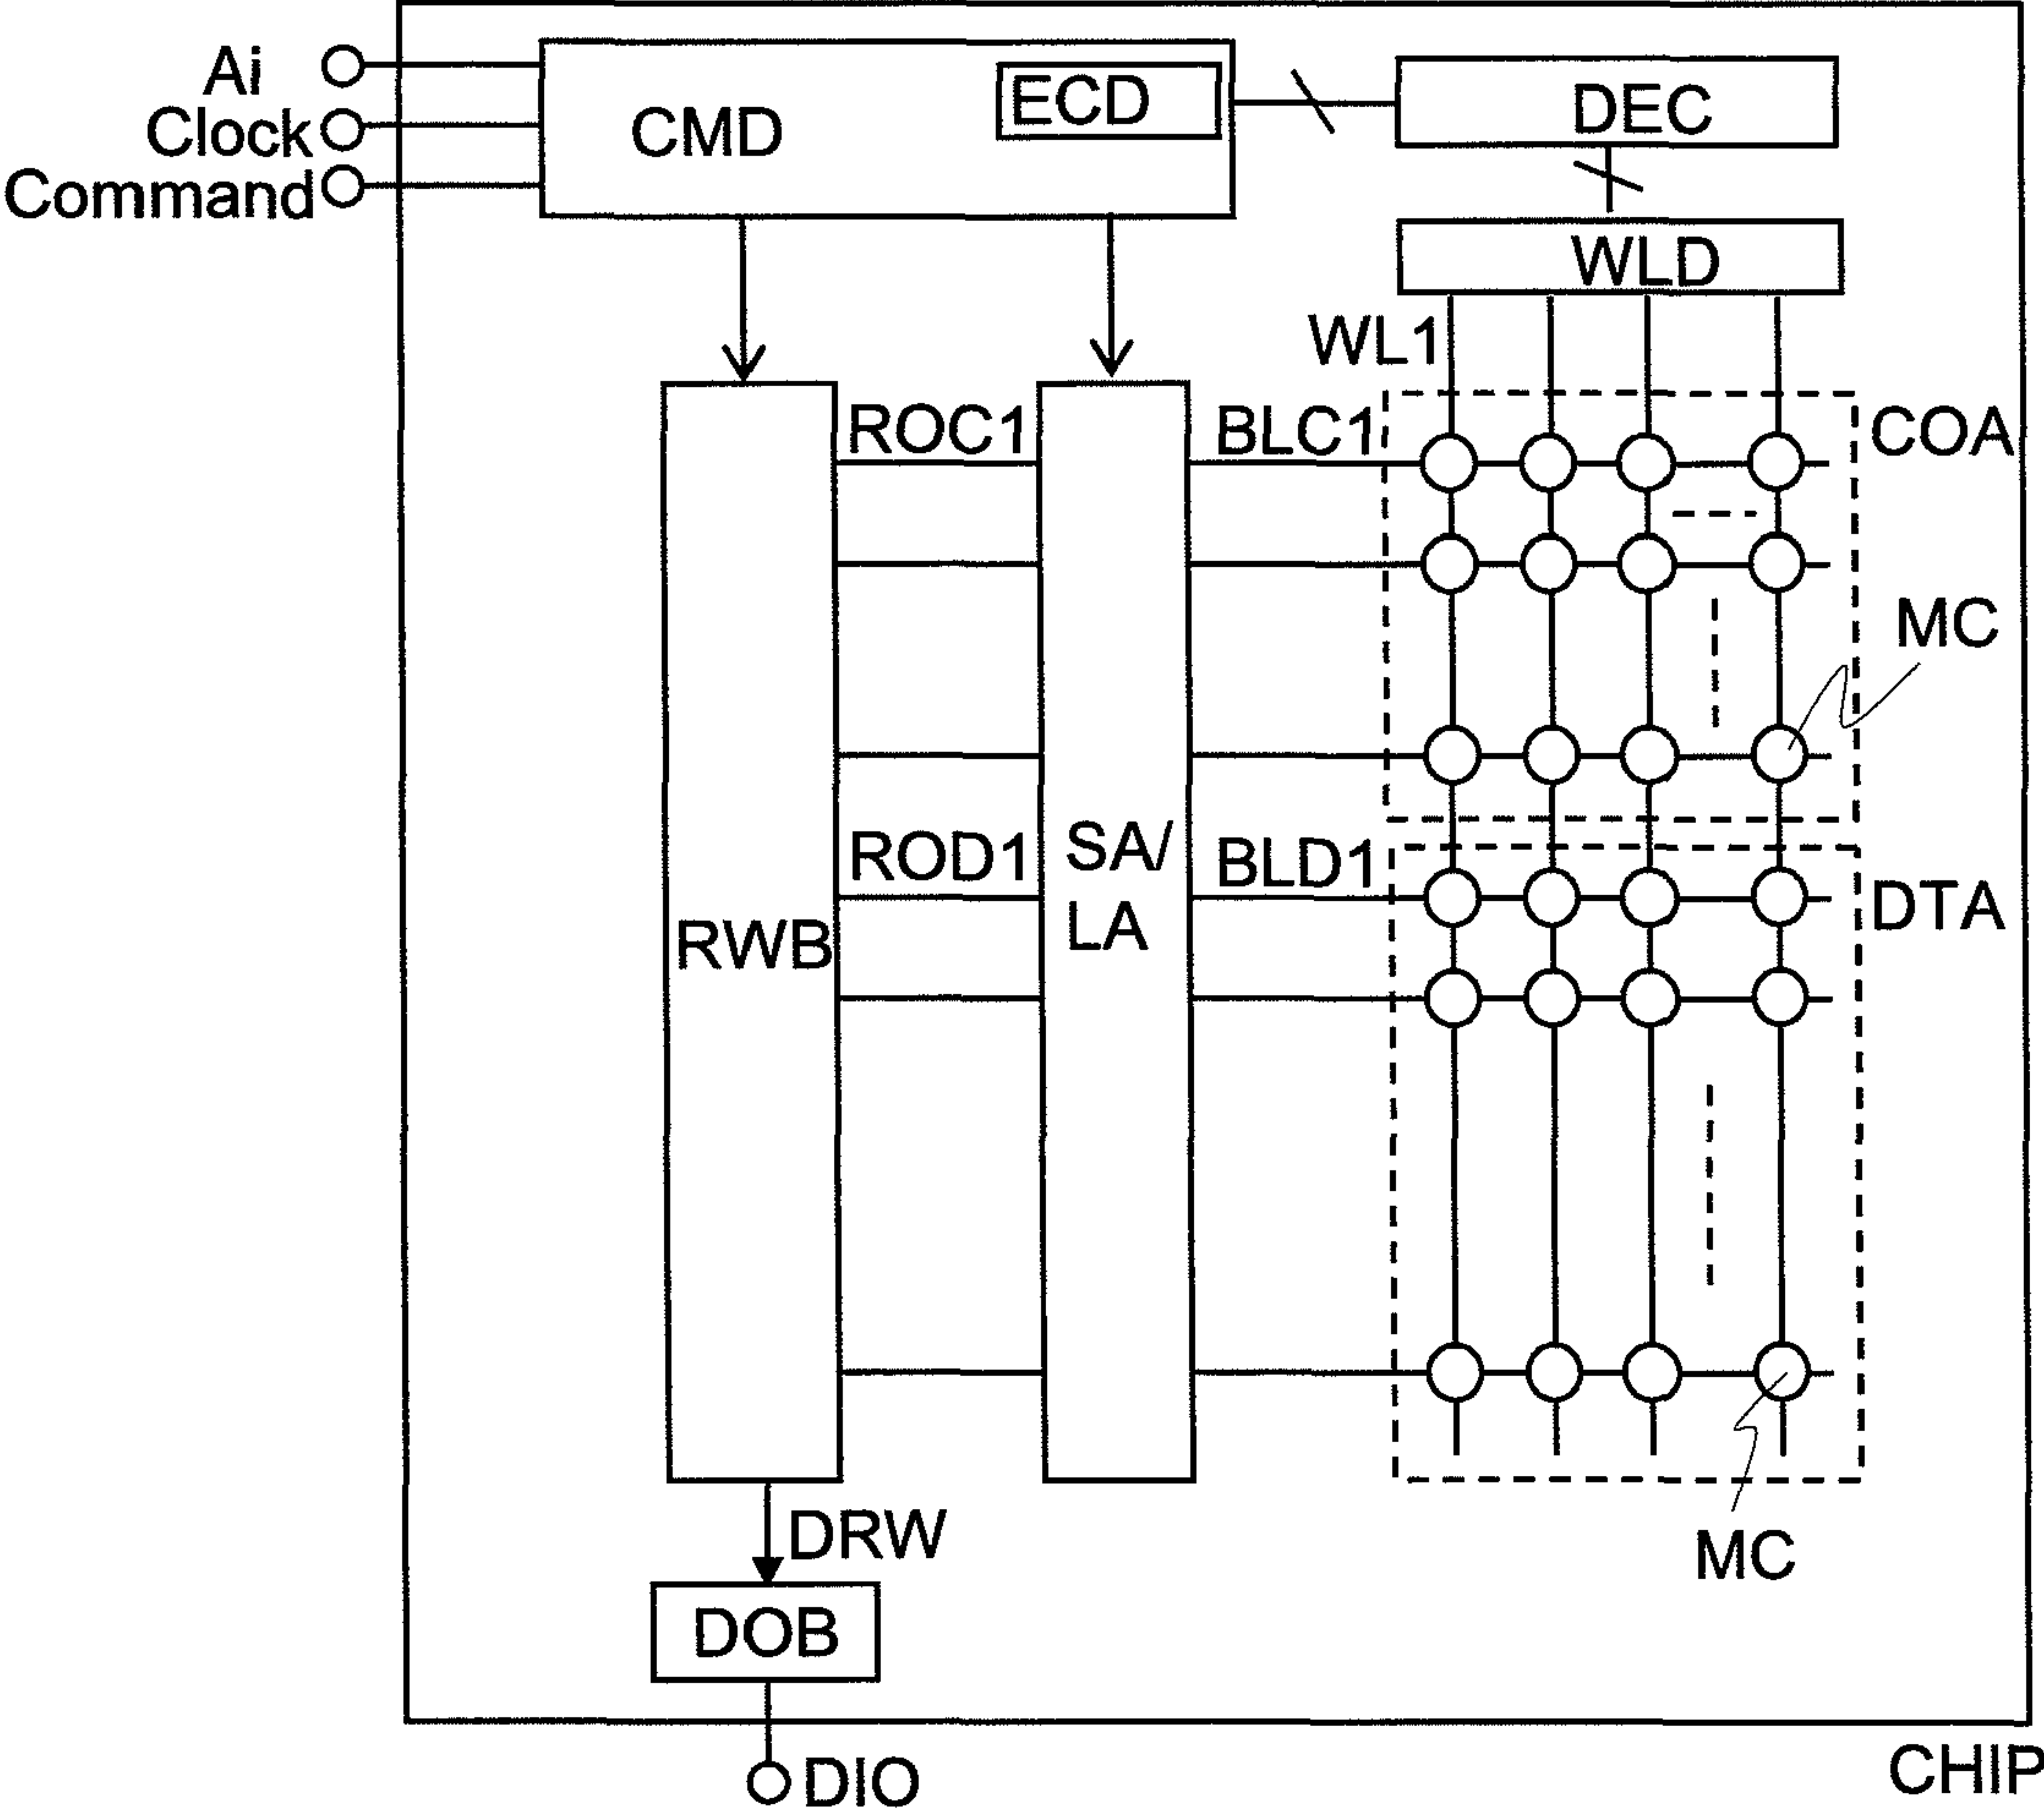 Ai
Clock
Command
CMD
ECD
DEC
WLD
WL1
ROC1
BLC1
COA
MC
ROD1
SA/
LA
BLD1
DTA
RWB
DRW
MC
DOB
DIO
CHIP